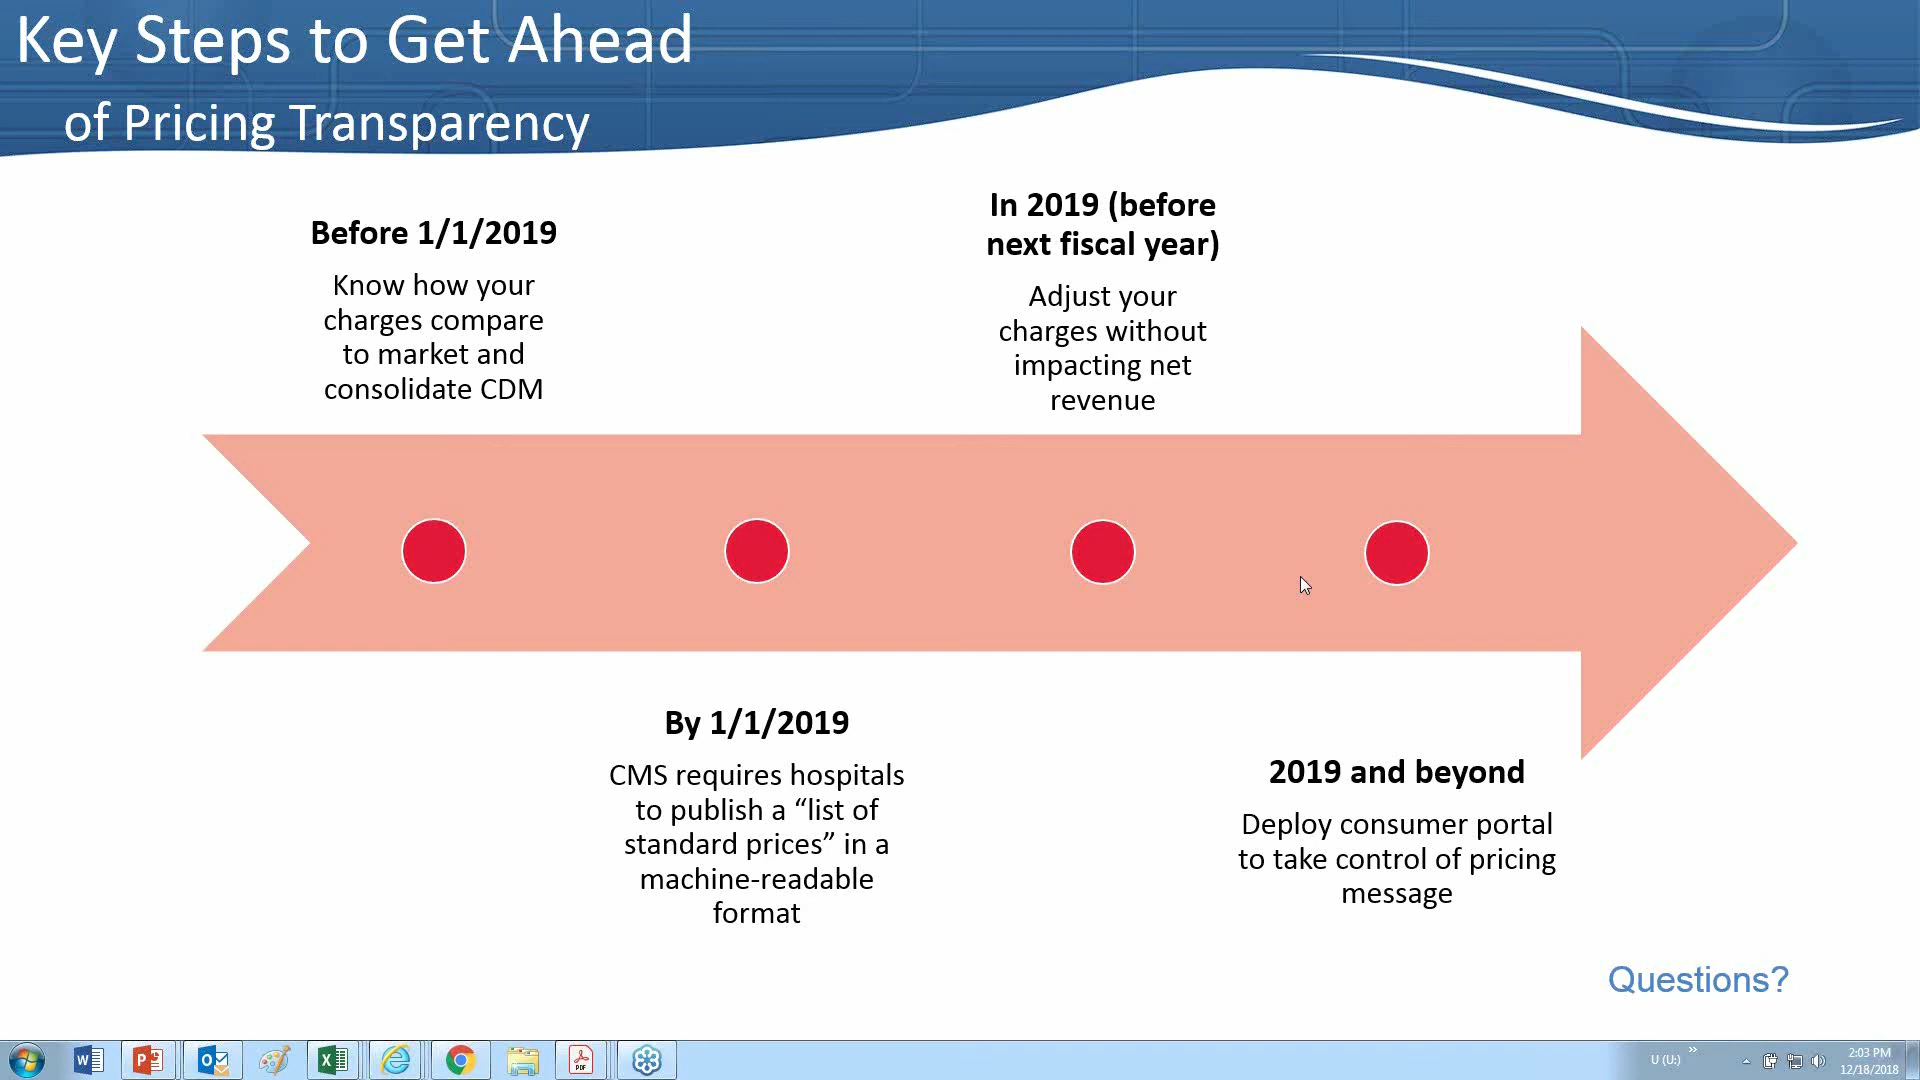 Key Steps to Get Ahead
of Pricing Transparency
Before 1/1/2019
Know how your
charges compare
to market and
consolidate CDM
In 2019 (before
next fiscal year)
Adjust your
charges without
impacting net
revenue
By 1/1/2019
CMS requires hospitals
to publish a “list of
standard prices” in a
machine-readable
format
2019 and beyond
Deploy consumer portal
to take control of pricing
message
Questions?
U (U:)
2:03 PM
12/18/2018